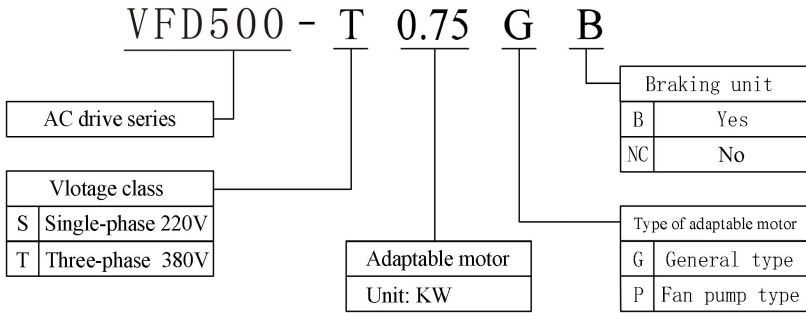 VFD500 - T 0.75 G B
AC drive series
Vlotage class
S Single-phase 220V
T Three-phase 380V
Adaptable motor
Unit: KW
Braking unit
B Yes
NC No
Type of adaptable motor
G General type
P Fan pump type